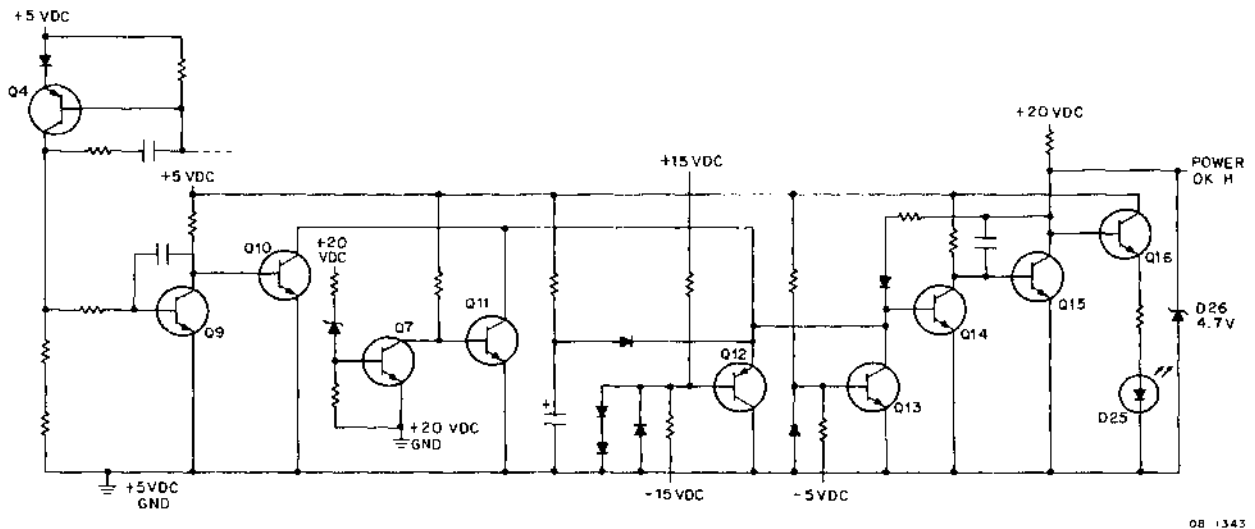 +5 VDC
Q4
+5 VDC
Q10
Q9
+20
VDC
Q7
+20 VDC
GND
Q11
+5VDC
GND
+15 VDC
Q12
-15 VDC
Q13
-5 VDC
Q14
+20 VDC
Q15
Q16
POWER
OK H
D26
4.7V
D25
08 1343